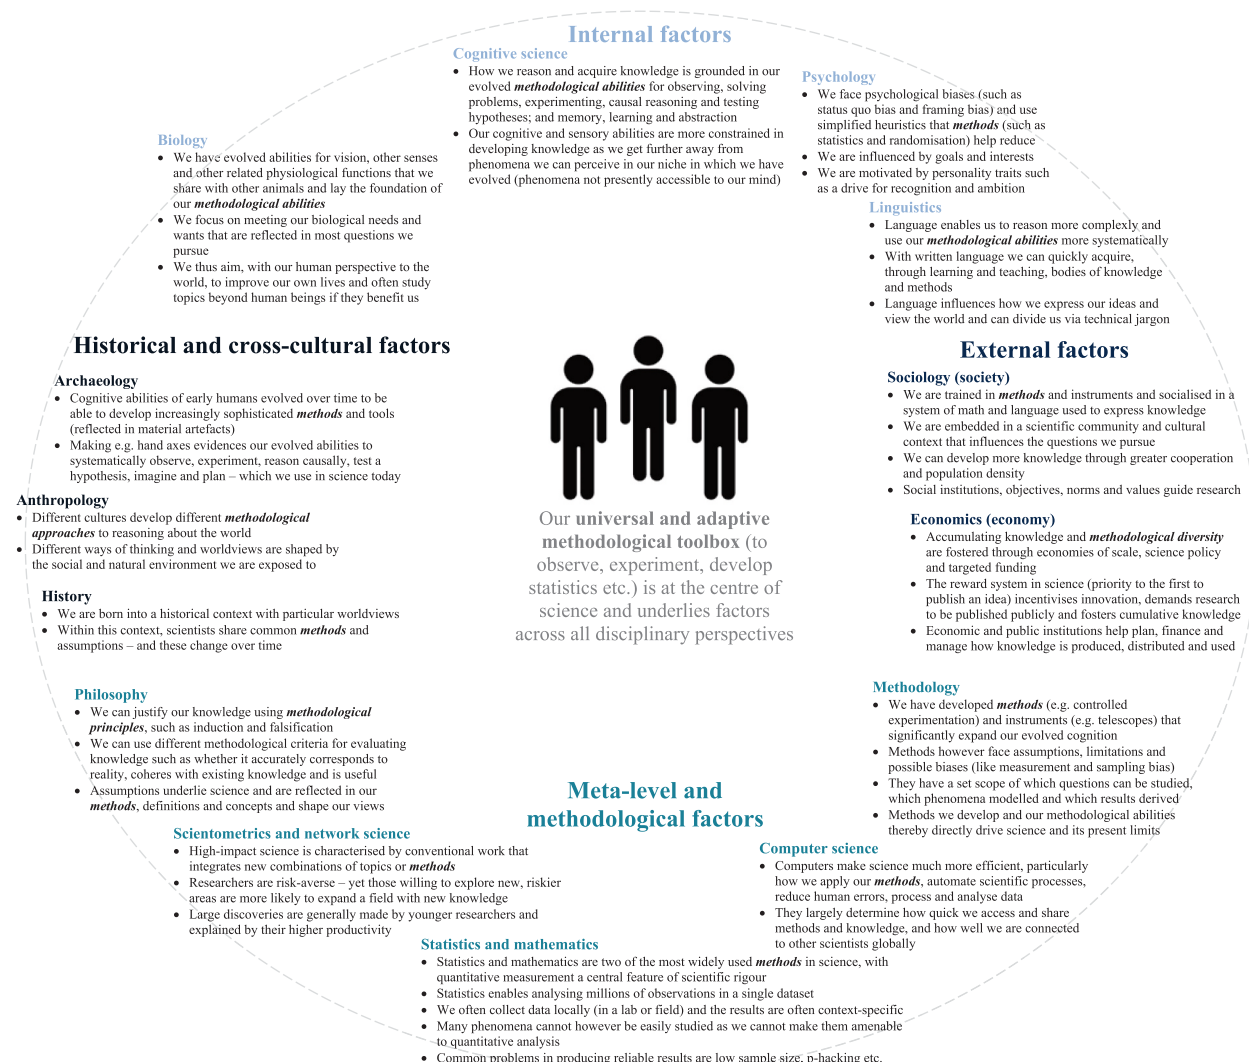 Internal factors
Cognitive science
• How we reason and acquire knowledge is grounded in our
evolved methodological abilities for observing, solving
problems, experimenting, causal reasoning and testing
hypotheses; and memory, learning and abstraction
• Our cognitive and sensory abilities are more constrained in
developing knowledge as we get further away from
phenomena we can perceive in our niche in which we have
evolved (phenomena not presently accessible to our mind)
Psychology
• We face psychological biases (such as
status quo bias and framing bias) and use
simplified heuristics that methods (such as
statistics and randomisation) help reduce
• We are influenced by goals and interests
• We are motivated by personality traits such
as a drive for recognition and ambition
Biology
• We have evolved abilities for vision, other senses
and other related physiological functions that we
share with other animals and lay the foundation of
our methodological abilities
• We focus on meeting our biological needs and
wants that are reflected in most questions we
pursue
• We thus aim, with our human perspective to the
world, to improve our own lives and often study
topics beyond human beings if they benefit us
Linguistics
• Language enables us to reason more complexly and
use our methodological abilities more systematically
• With written language we can quickly acquire,
through learning and teaching, bodies of knowledge
and methods
• Language influences how we express our ideas and
view the world and can divide us via technical jargon
Historical and cross-cultural factors
Archaeology
• Cognitive abilities of early humans evolved over time to be
able to develop increasingly sophisticated methods and tools
(reflected in material artefacts)
• Making e.g. hand axes evidences our evolved abilities to
systematically observe, experiment, reason causally, test a
hypothesis, imagine and plan – which we use in science today
Anthropology
• Different cultures develop different methodological
approaches to reasoning about the world
• Different ways of thinking and worldviews are shaped by
the social and natural environment we are exposed to
History
• We are born into a historical context with particular worldviews
• Within this context, scientists share common methods and
assumptions – and these change over time
Our universal and adaptive
methodological toolbox (to
observe, experiment, develop
statistics etc.) is at the centre of
science and underlies factors
across all disciplinary perspectives
External factors
Sociology (society)
• We are trained in methods and instruments and socialised in a
system of math and language used to express knowledge
• We are embedded in a scientific community and cultural
context that influences the questions we pursue
• We can develop more knowledge through greater cooperation
and population density
• Social institutions, objectives, norms and values guide research
Economics (economy)
• Accumulating knowledge and methodological diversity
are fostered through economies of scale, science policy
and targeted funding
• The reward system in science (priority to the first to
publish an idea) incentivises innovation, demands research
to be published publicly and fosters cumulative knowledge
• Economic and public institutions help plan, finance and
manage how knowledge is produced, distributed and used
Philosophy
• We can justify our knowledge using methodological
principles, such as induction and falsification
• We can use different methodological criteria for evaluating
knowledge such as whether it accurately corresponds to
reality, coheres with existing knowledge and is useful
• Assumptions underlie science and are reflected in our
methods, definitions and concepts and shape our views
Methodology
• We have developed methods (e.g. controlled
experimentation) and instruments (e.g. telescopes) that
significantly expand our evolved cognition
• Methods however face assumptions, limitations and
possible biases (like measurement and sampling bias)
• They have a set scope of which questions can be studied,
which phenomena modelled and which results derived
• Methods we develop and our methodological abilities
thereby directly drive science and its present limits
Meta-level and
methodological factors
Scientometrics and network science
• High-impact science is characterised by conventional work that
integrates new combinations of topics or methods
• Researchers are risk-averse – yet those willing to explore new, riskier
areas are more likely to expand a field with new knowledge
• Large discoveries are generally made by younger researchers and
explained by their higher productivity
Computer science
• Computers make science much more efficient, particularly
how we apply our methods, automate scientific processes,
reduce human errors, process and analyse data
• They largely determine how quick we access and share
methods and knowledge, and how well we are connected
to other scientists globally
Statistics and mathematics
• Statistics and mathematics are two of the most widely used methods in science, with
quantitative measurement a central feature of scientific rigour
• Statistics enables analysing millions of observations in a single dataset
• We often collect data locally (in a lab or field) and the results are often context-specific
• Many phenomena cannot however be easily studied as we cannot make them amenable
to quantitative analysis
• Common problems in producing reliable results are low sample size, p-hacking etc.